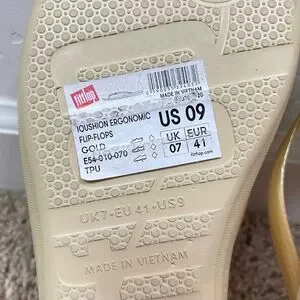 fitflop
MADE IN VIETNAM
IQUSHION ERGONOMIC
FLIP-FLOPS
GOLD
E54-010-070
TPU
US 09
UK EUR
07 41
fitflop.com
UK7-EU 41-US9
MADE IN VIETNAM